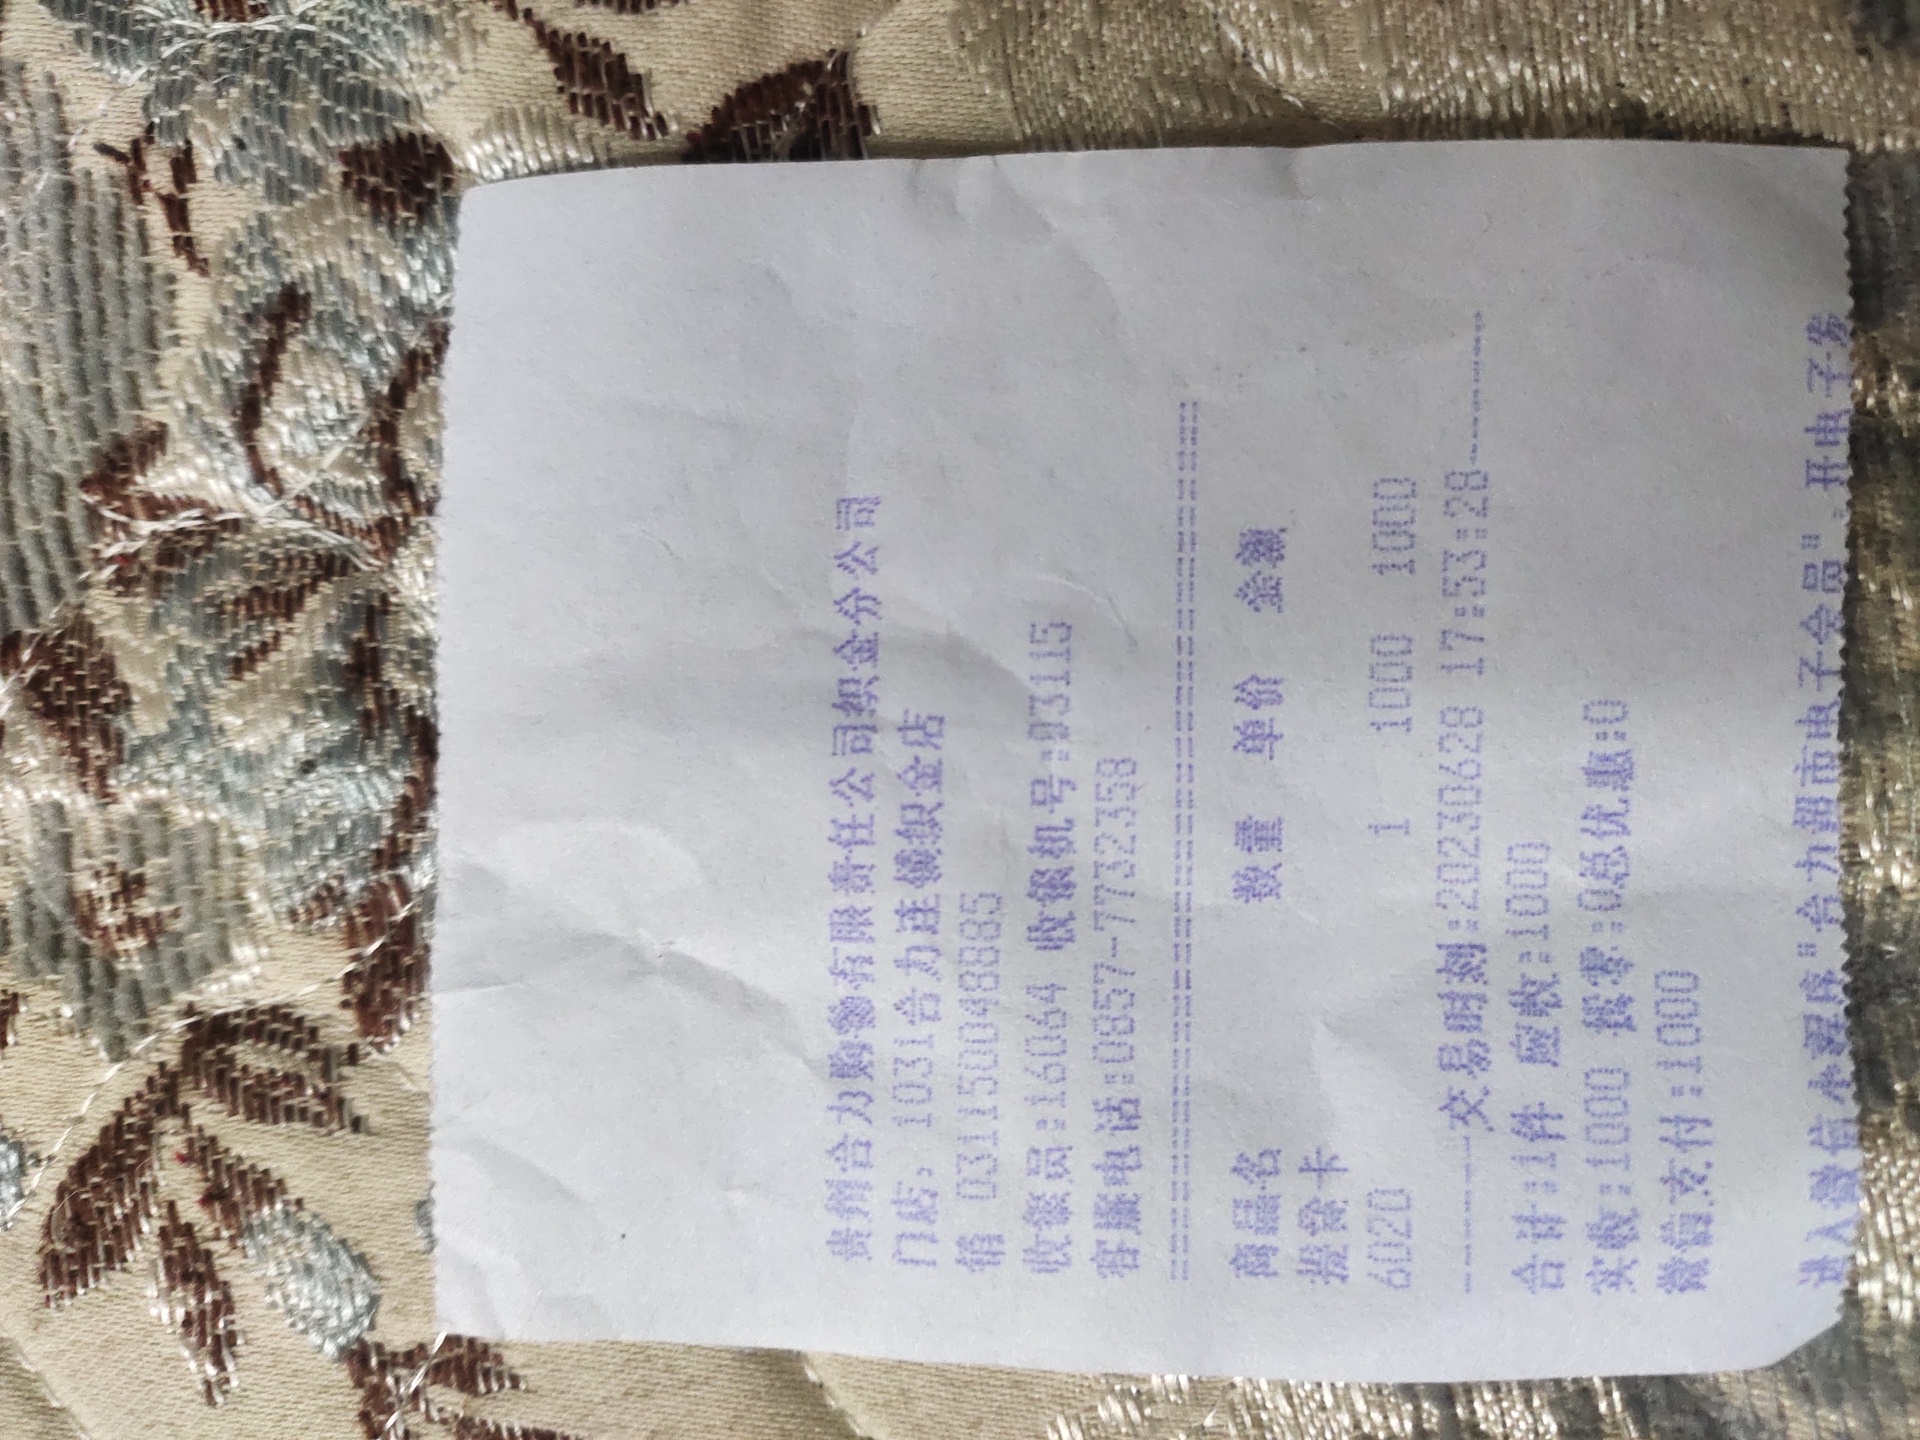 贵州合力购物有限责任公司织金分公司
门店: 1031合力连锁织金店
销 031150048885
收银员:16064 收银机号:03115
客服电话:0857-7732358
========================================
商品名 数量 单价 金额
提货卡
6020 1 1000 1000
--------交易时刻:20230628 17:53:28--------
合计:1件 应收:1000
实收:1000 找零:0总优惠:0
微信支付:1000
进入微信小程序"合力超市电子会员",开电子发